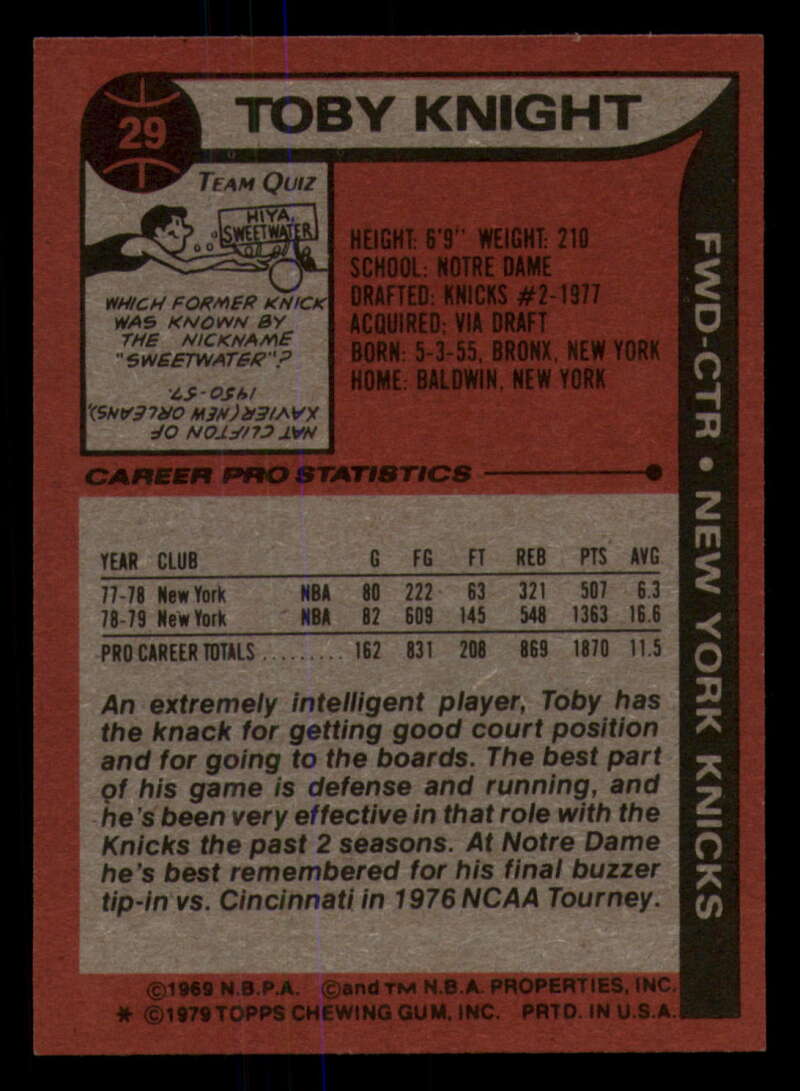 29
TOBY KNIGHT
TEAM QUIZ
HIYA,
SWEETWATER!
WHICH FORMER KNICK
WAS KNOWN BY
THE NICKNAME
"SWEETWATER"?
NAT CLIFTON OF
XAVIER (NEW ORLEANS),
1950-57.
HEIGHT: 6'9" WEIGHT: 210
SCHOOL: NOTRE DAME
DRAFTED: KNICKS #2-1977
ACQUIRED: VIA DRAFT
BORN: 5-3-55, BRONX, NEW YORK
HOME: BALDWIN, NEW YORK
FWD-CTR • NEW YORK KNICKS
CAREER PRO STATISTICS
YEAR CLUB G FG FT REB PTS AVG
77-78 New York NBA 80 222 63 321 507 6.3
78-79 New York NBA 82 609 145 548 1363 16.6
PRO CAREER TOTALS ......... 162 831 208 869 1870 11.5
An extremely intelligent player, Toby has
the knack for getting good court position
and for going to the boards. The best part
of his game is defense and running, and
he's been very effective in that role with the
Knicks the past 2 seasons. At Notre Dame
he's best remembered for his final buzzer
tip-in vs. Cincinnati in 1976 NCAA Tourney.
©1969 N.B.P.A. ©and TM N.B.A. PROPERTIES, INC.
* ©1979 TOPPS CHEWING GUM, INC. PRTD. IN U.S.A.